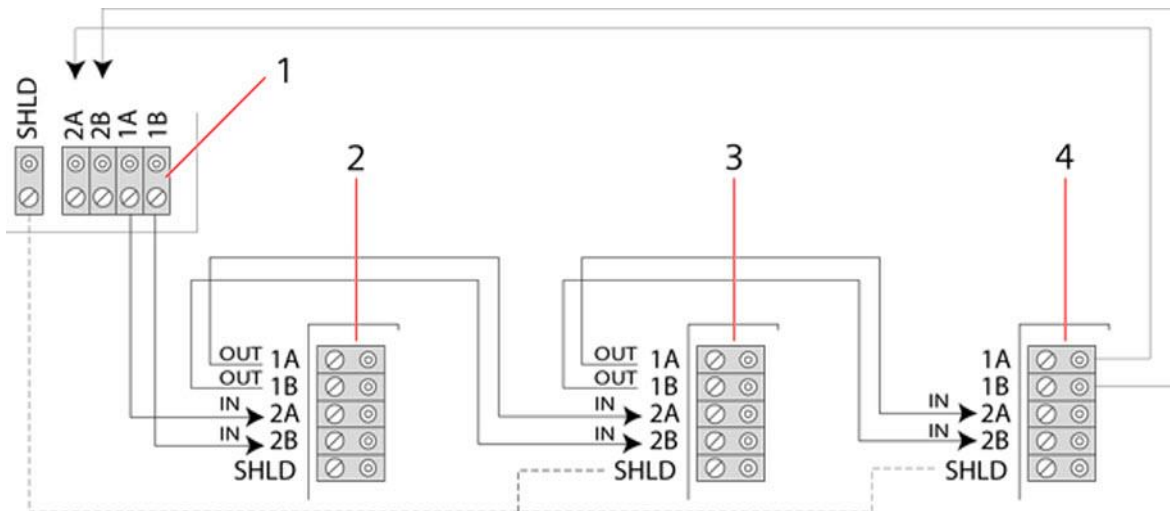 SHLD
2A
2B
1A
1B
1
2
3
4
OUT 1A
OUT 1B
IN 2A
IN 2B
SHLD
OUT 1A
OUT 1B
IN 2A
IN 2B
SHLD
1A
1B
IN 2A
IN 2B
SHLD